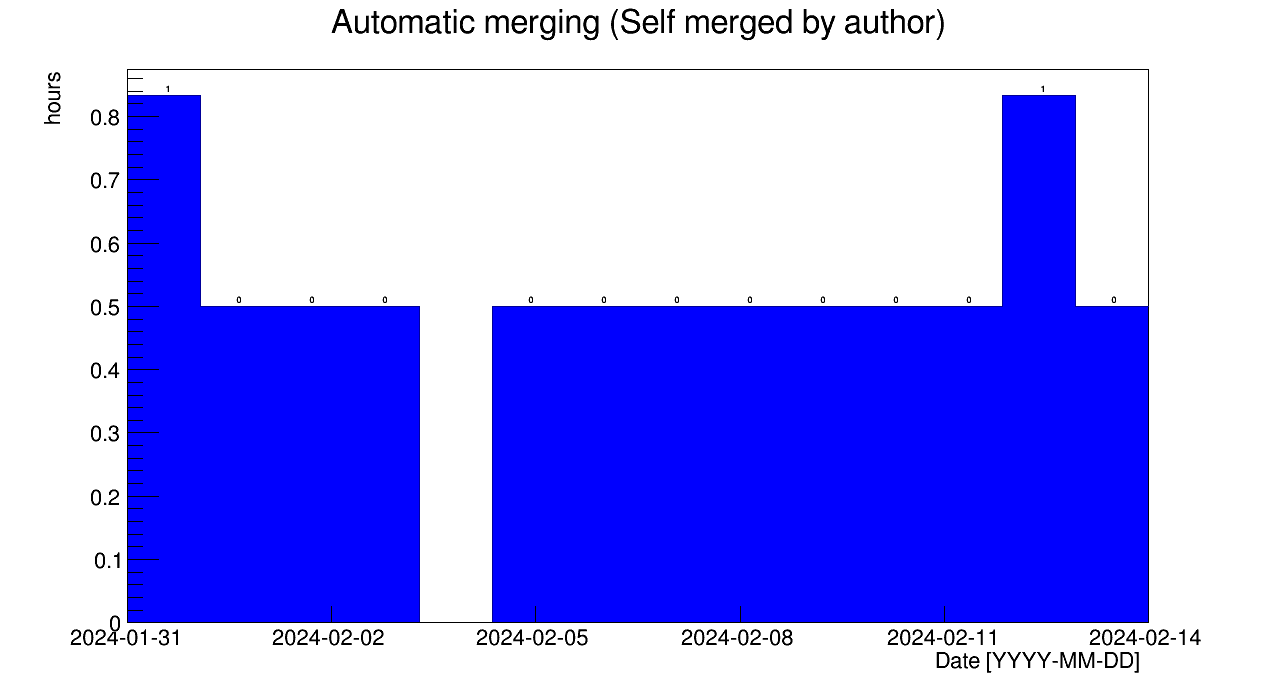 Automatic merging (Self merged by author)
hours
1
1
0.8
0.7
0.6
0 0 0 0 0 0 0 0 0 0 0
0.5
0.4
0.3
0.2
0.1
0
2024-01-31 2024-02-02 2024-02-05 2024-02-08 2024-02-11 2024-02-14
Date [YYYY-MM-DD]